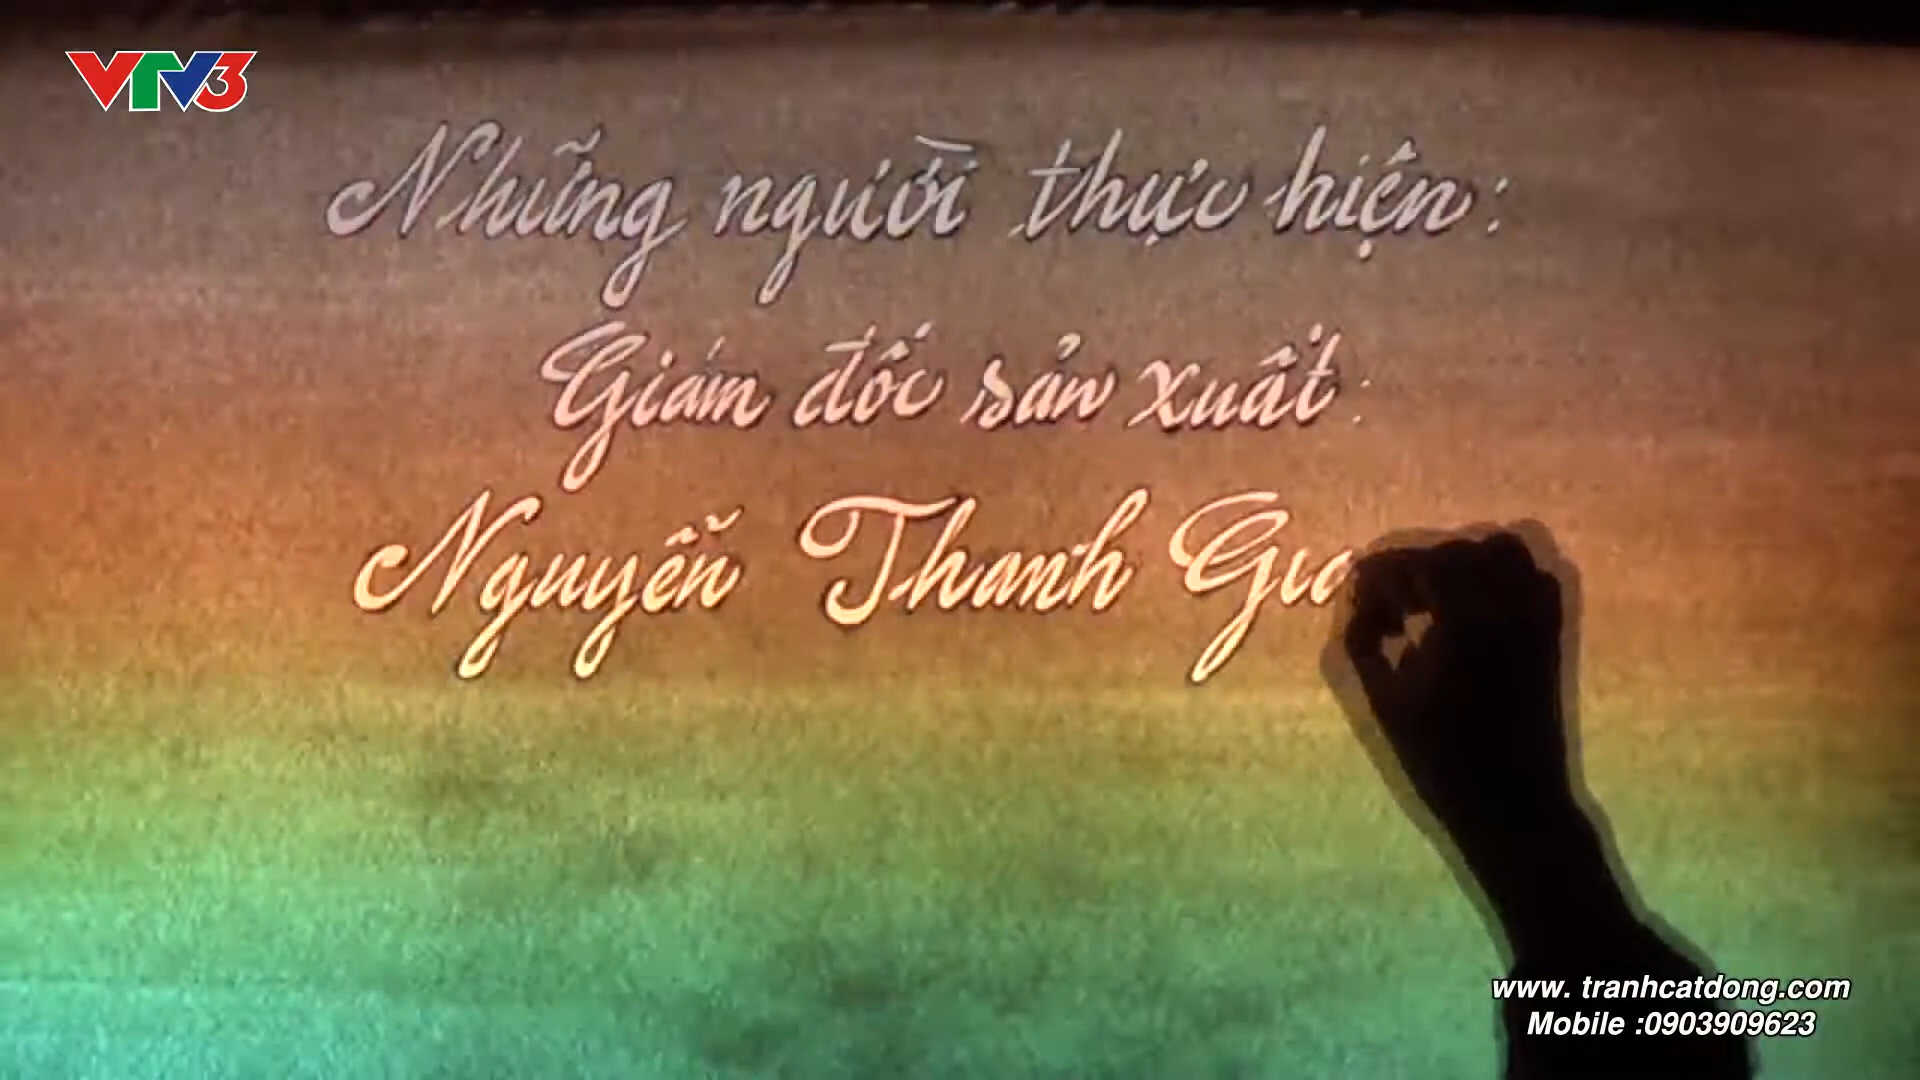 VTV3
Những người thực hiện:
Giám đốc sản xuất:
Nguyễn Thanh
www. tranhcatdong.com
Mobile :0903909623